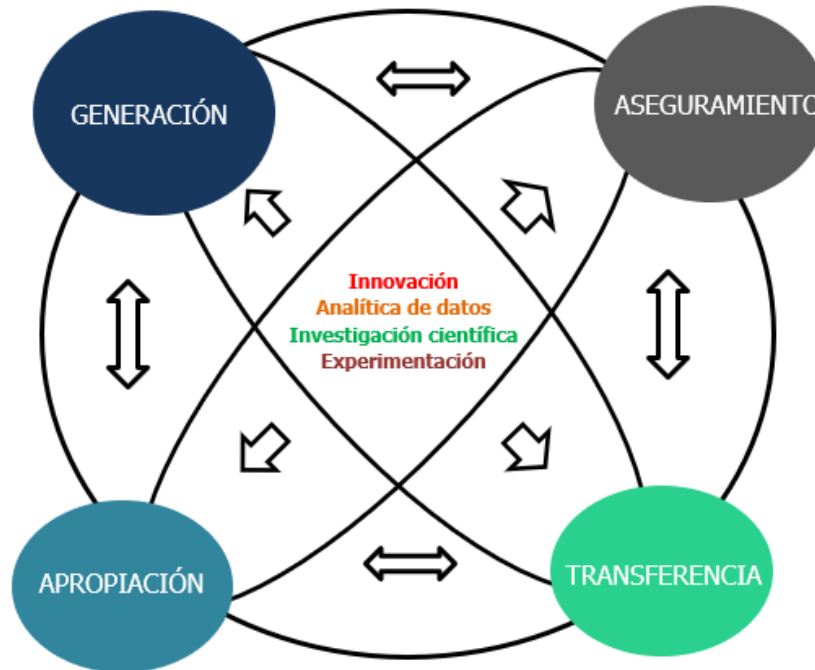 GENERACIÓN
ASEGURAMIENTO
Innovación
Analítica de datos
Investigación científica
Experimentación
APROPIACIÓN
TRANSFERENCIA